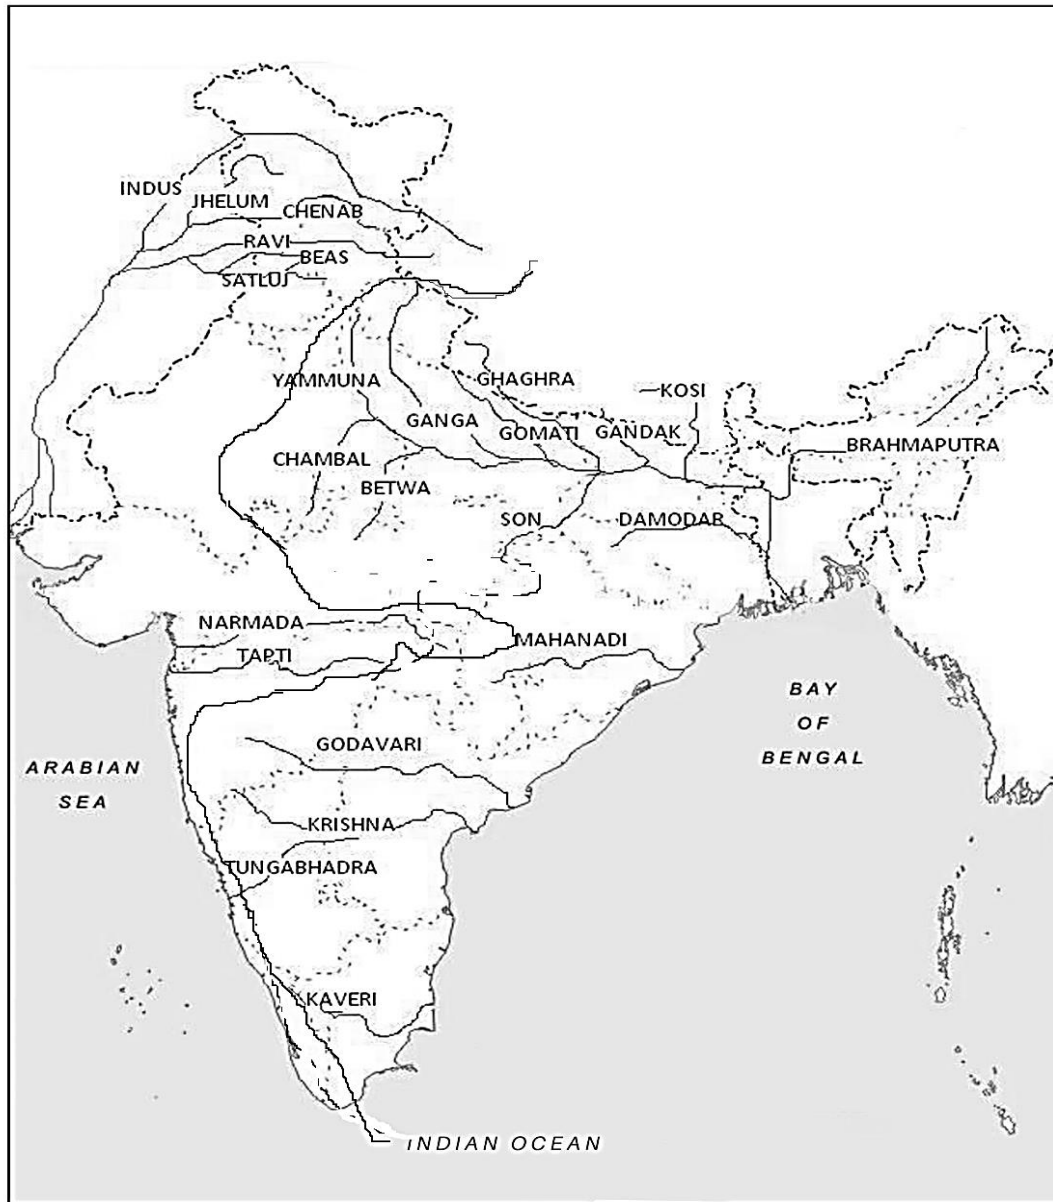 INDUS
JHELUM
CHENAB
RAVI
BEAS
SATLUJ
YAMMUNA
GHAGHRA
KOSI
GANGA
GOMATI
GANDAK
BRAHMAPUTRA
CHAMBAL
BETWA
SON
DAMODAR
NARMADA
MAHANADI
TAPTI
BAY
OF
BENGAL
GODAVARI
ARABIAN
SEA
KRISHNA
TUNGABHADRA
KAVERI
INDIAN OCEAN